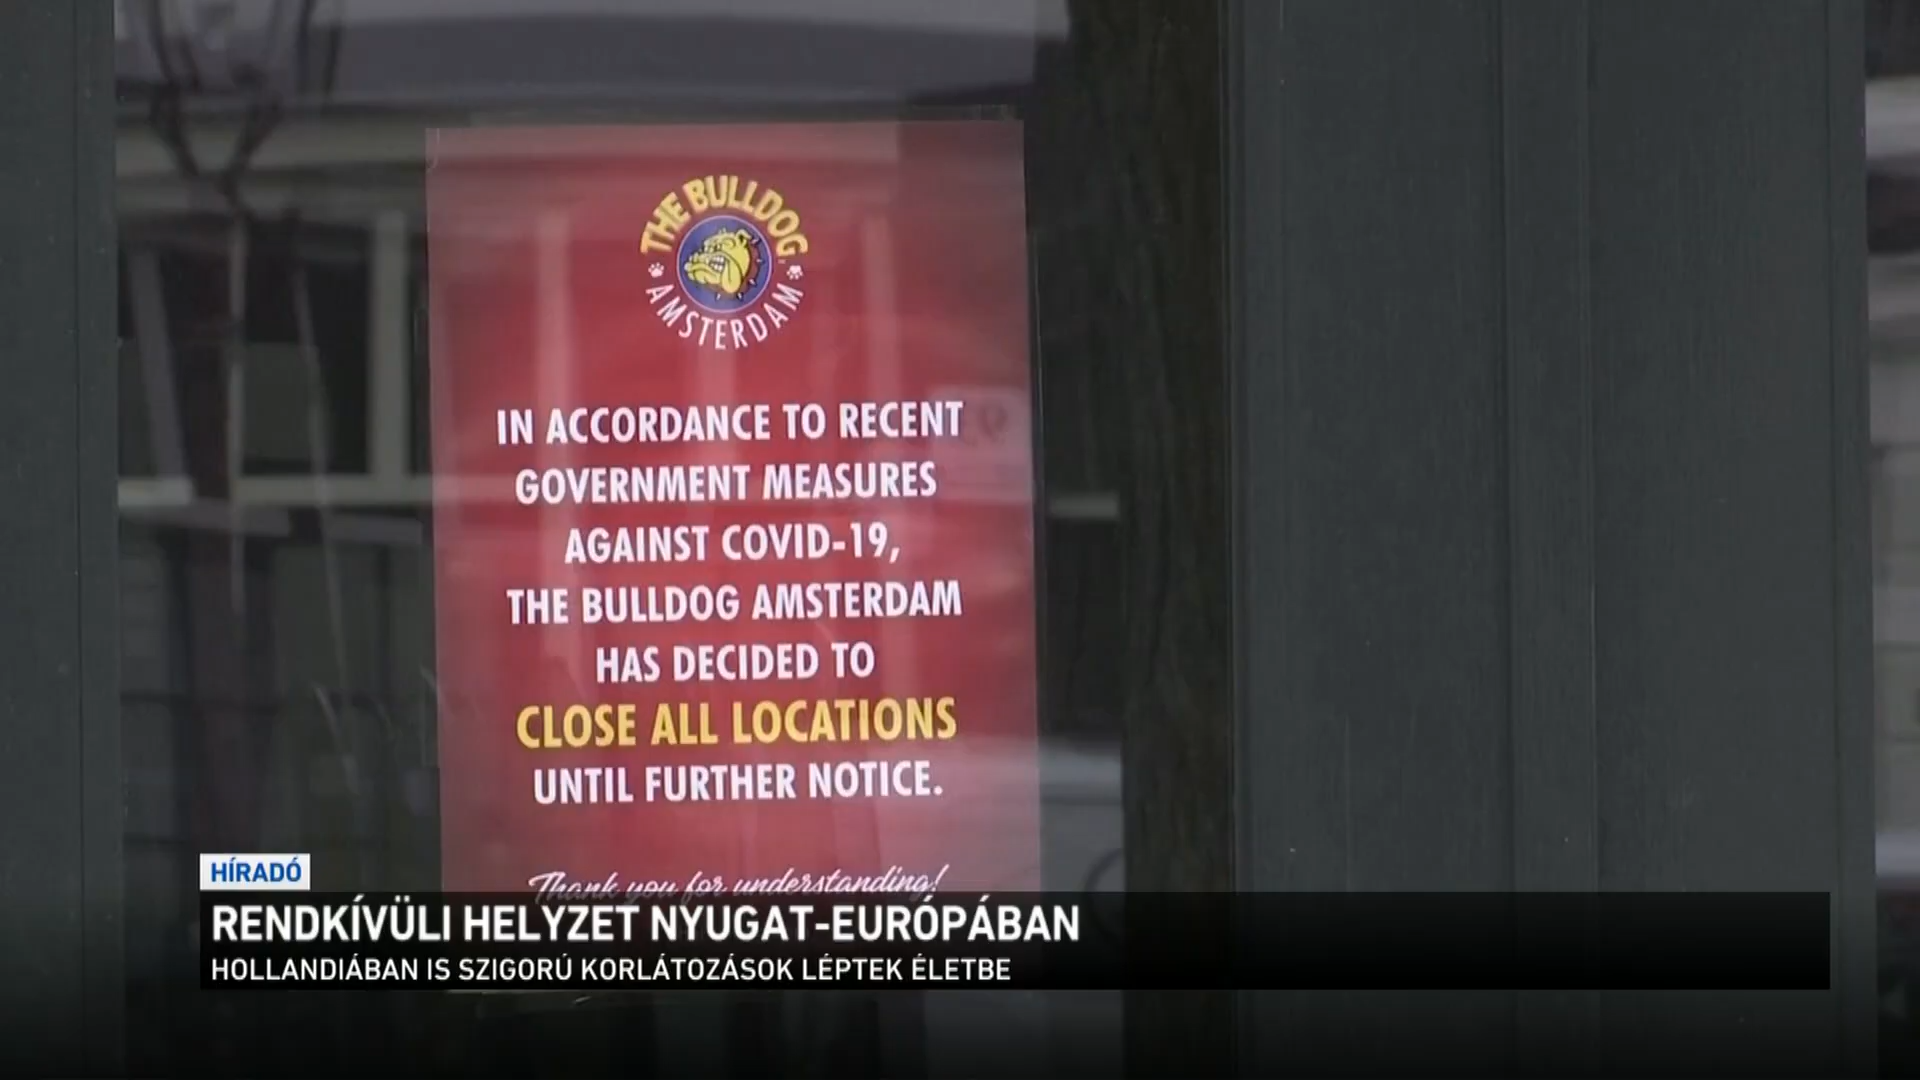 THE BULLDOG
AMSTERDAM
IN ACCORDANCE TO RECENT
GOVERNMENT MEASURES
AGAINST COVID-19,
THE BULLDOG AMSTERDAM
HAS DECIDED TO
CLOSE ALL LOCATIONS
UNTIL FURTHER NOTICE.
Thank you for understanding!
HÍRADÓ
RENDKÍVÜLI HELYZET NYUGAT-EURÓPÁBAN
HOLLANDIÁBAN IS SZIGORÚ KORLÁTOZÁSOK LÉPTEK ÉLETBE